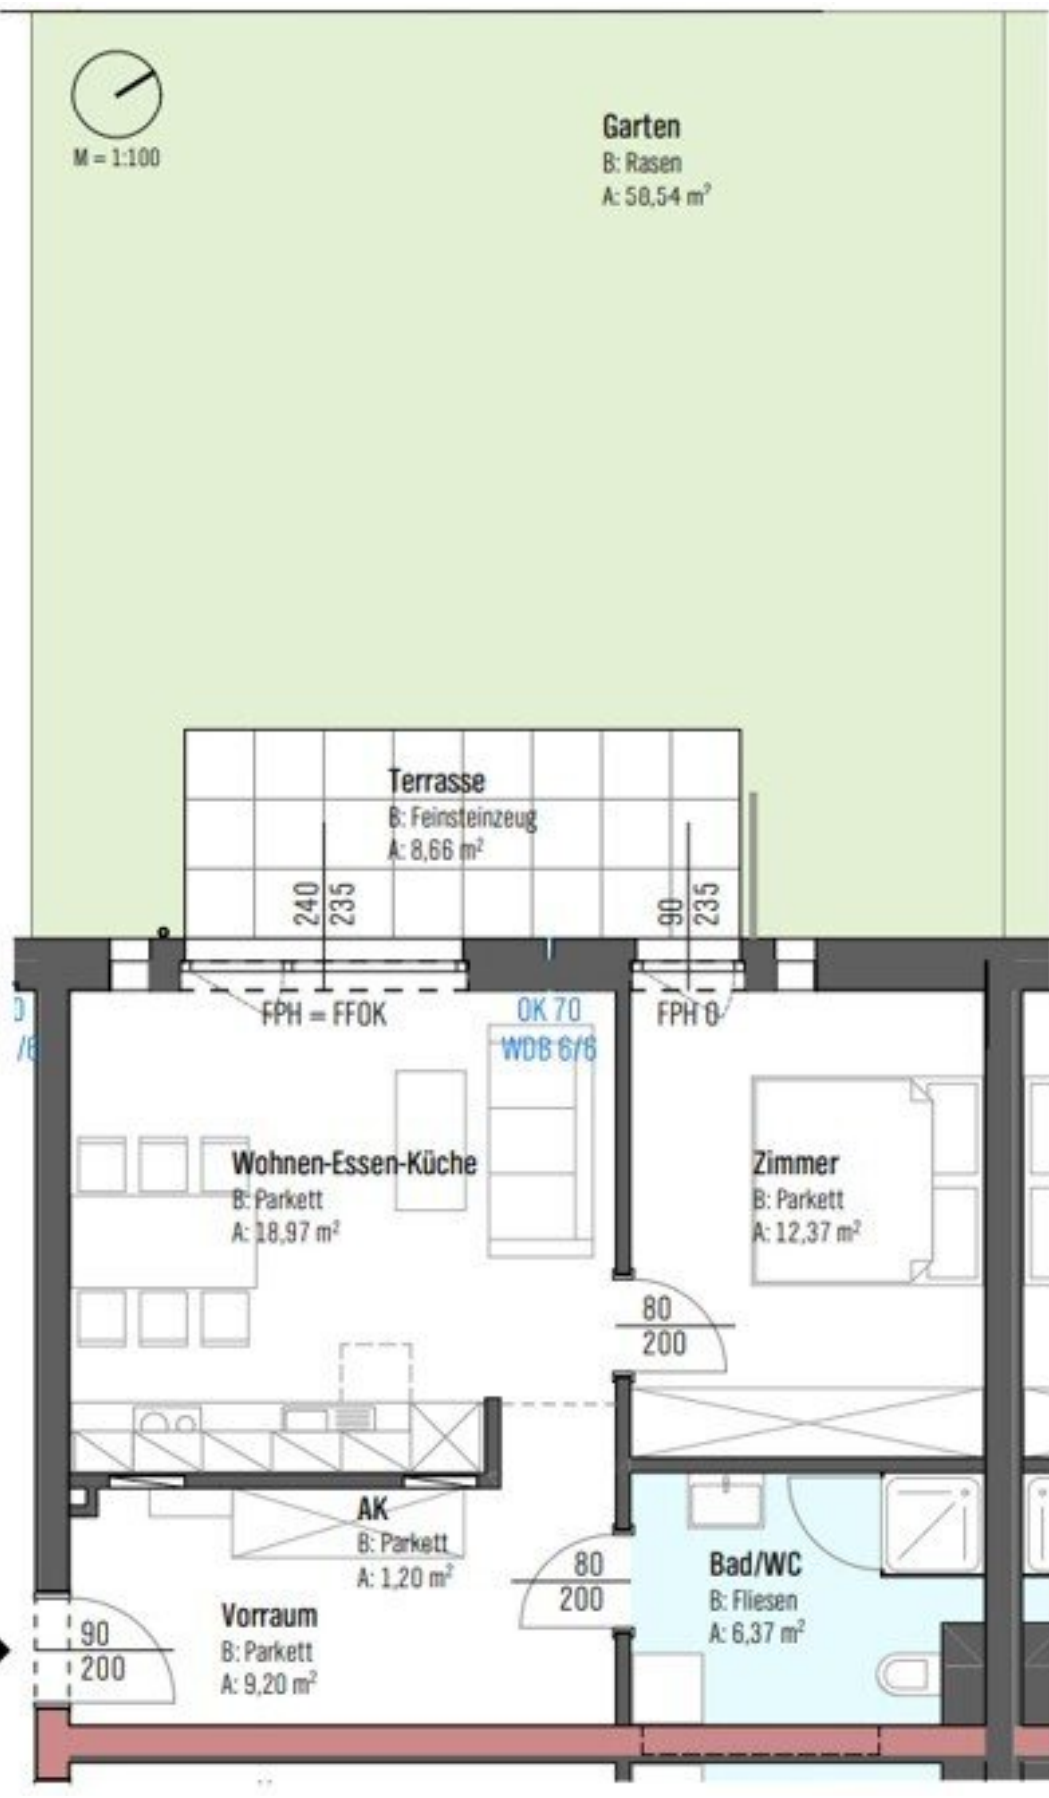 M = 1:100
Garten
B: Rasen
A: 58,54 m²
Terrasse
B: Feinsteinzeug
A: 8,66 m²
240
235
90
235
FPH = FFOK
OK 70
WDB 6/6
FPH 0
/6
Wohnen-Essen-Küche
B: Parkett
A: 18,97 m²
Zimmer
B: Parkett
A: 12,37 m²
80
200
AK
B: Parkett
A: 1,20 m²
80
200
Bad/WC
B: Fliesen
A: 6,37 m²
Vorraum
B: Parkett
A: 9,20 m²
90
200